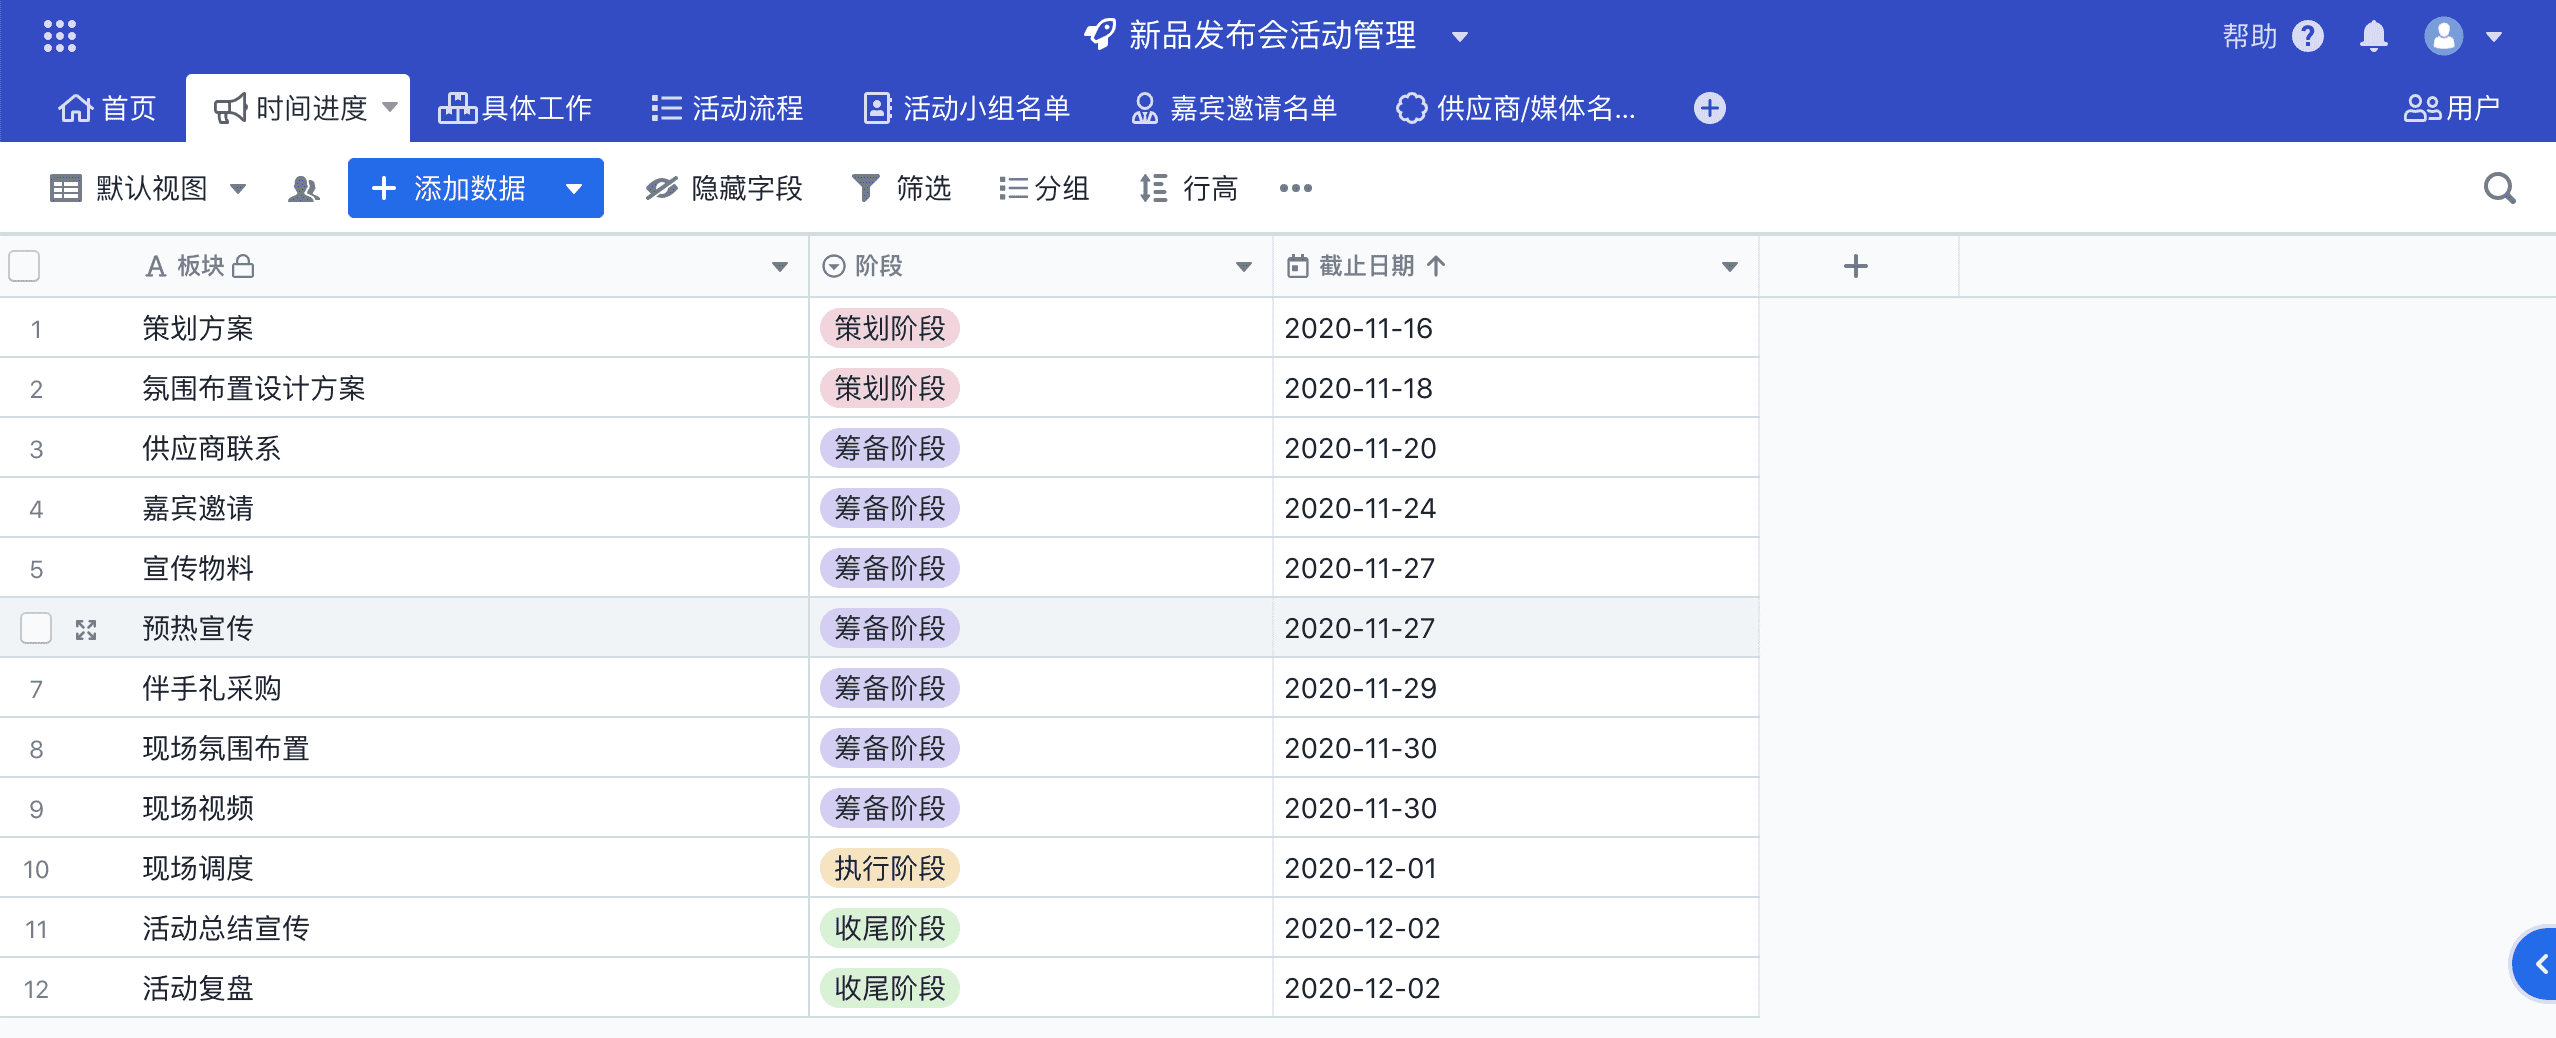 新品发布会活动管理
帮助
首页 时间进度 具体工作 活动流程 活动小组名单 嘉宾邀请名单 供应商/媒体名... 用户
默认视图 添加数据 隐藏字段 筛选 分组 行高
板块 阶段 截止日期
1 策划方案 策划阶段 2020-11-16
2 氛围布置设计方案 策划阶段 2020-11-18
3 供应商联系 筹备阶段 2020-11-20
4 嘉宾邀请 筹备阶段 2020-11-24
5 宣传物料 筹备阶段 2020-11-27
预热宣传 筹备阶段 2020-11-27
7 伴手礼采购 筹备阶段 2020-11-29
8 现场氛围布置 筹备阶段 2020-11-30
9 现场视频 筹备阶段 2020-11-30
10 现场调度 执行阶段 2020-12-01
11 活动总结宣传 收尾阶段 2020-12-02
12 活动复盘 收尾阶段 2020-12-02